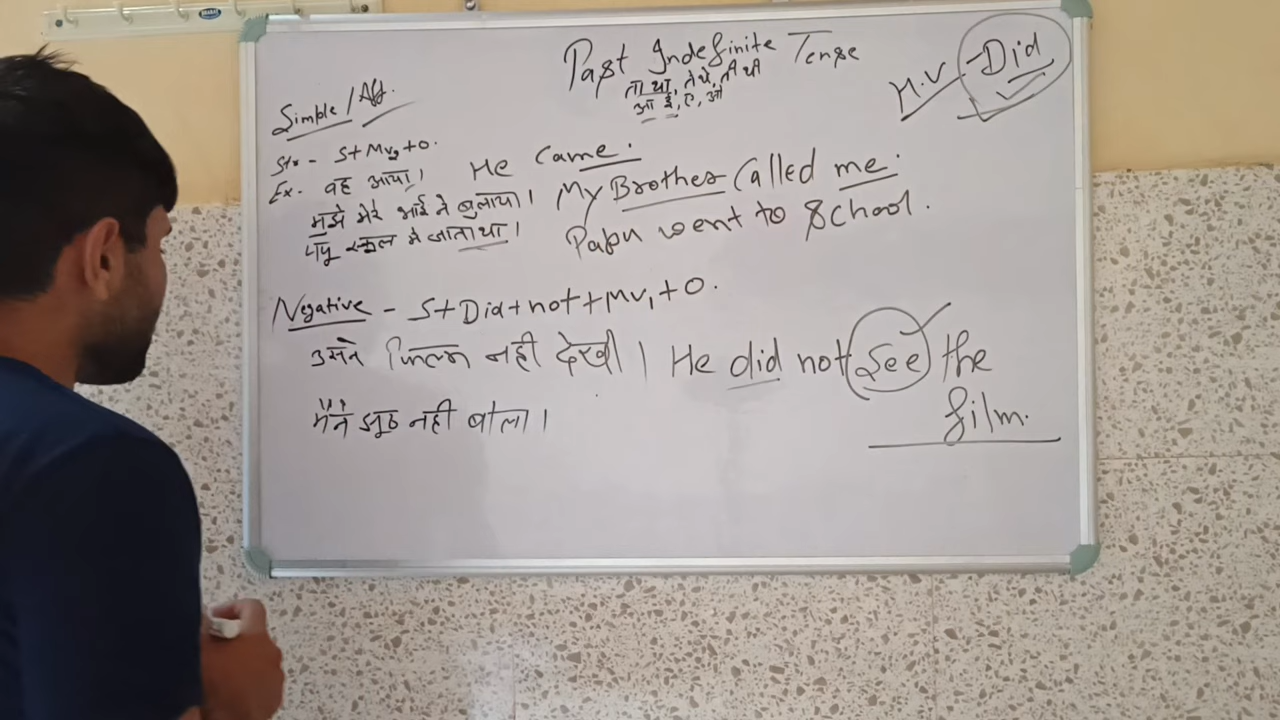 Past Indefinite Tense
ता था, ते थे, ती थी
आ ई, ए, ओ
H.V - Did
Simple / Aff.
Str - S+Mv2+O.
Ex. वह आया। He Came.
मुझे मेरे भाई ने बुलाया। My Brother Called me.
पप्पू स्कूल में जाता था। Papu went to School.
Negative - S+Did+not+Mv1+O.
उसने फिल्म नही देखी। He did not See the film.
मैंने झूठ नही बोला।